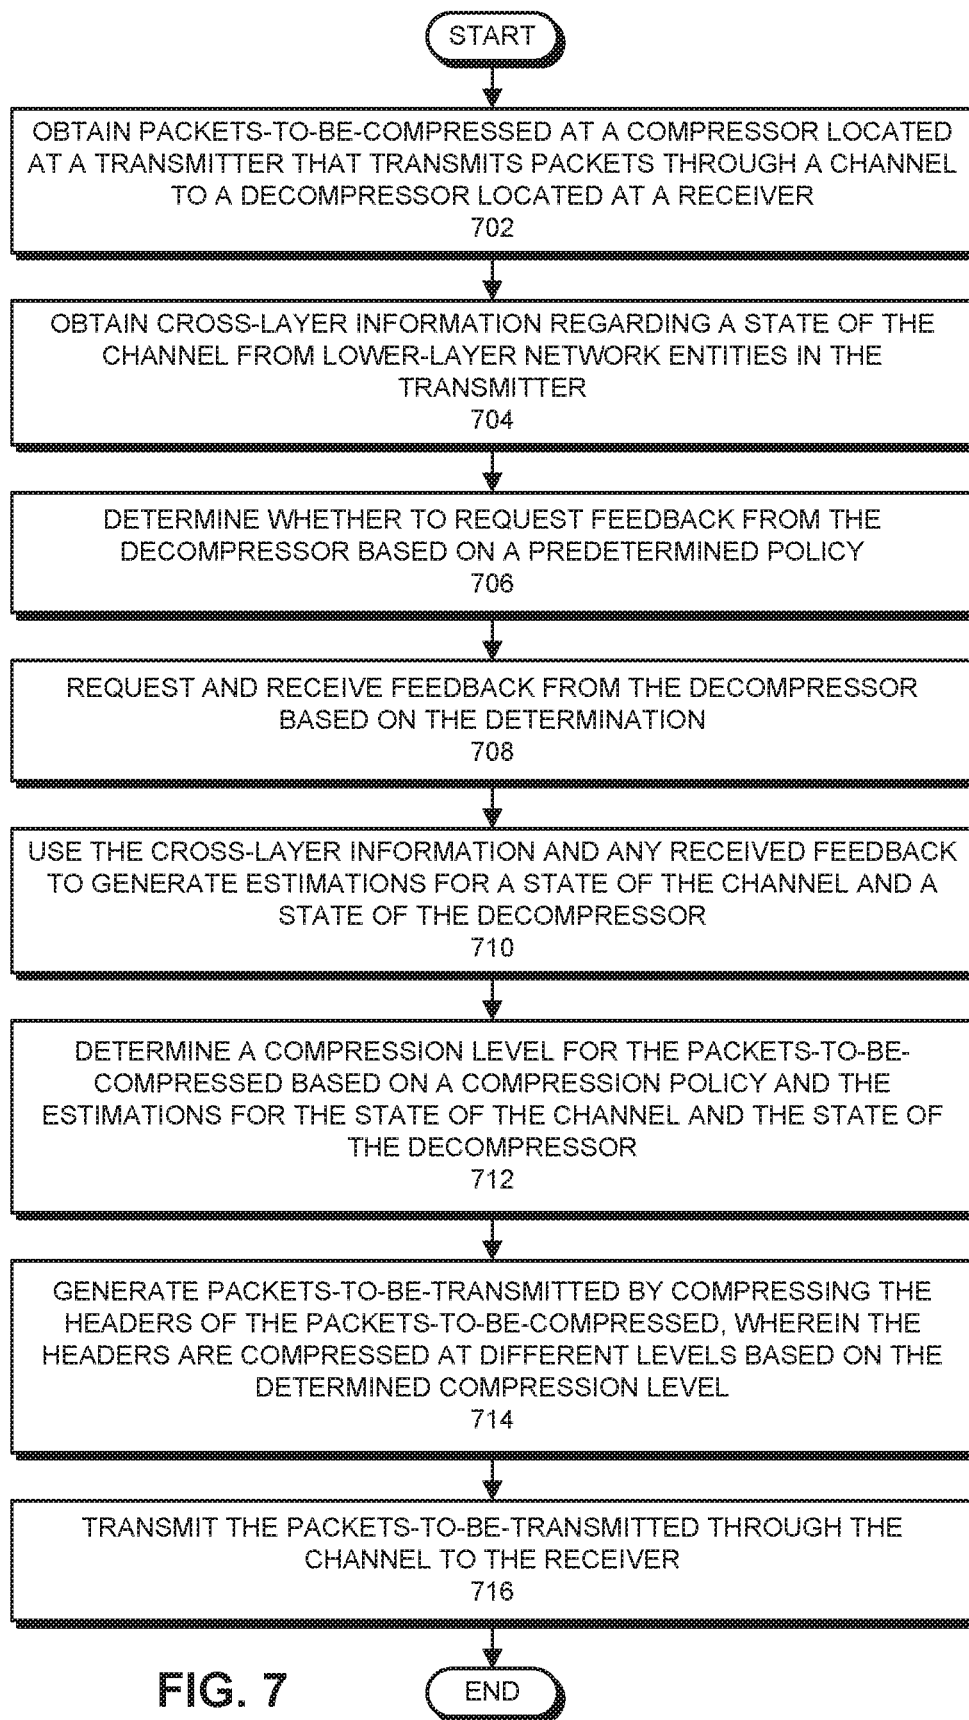 START
OBTAIN PACKETS-TO-BE-COMPRESSED AT A COMPRESSOR LOCATED
AT A TRANSMITTER THAT TRANSMITS PACKETS THROUGH A CHANNEL
TO A DECOMPRESSOR LOCATED AT A RECEIVER
702
OBTAIN CROSS-LAYER INFORMATION REGARDING A STATE OF THE
CHANNEL FROM LOWER-LAYER NETWORK ENTITIES IN THE
TRANSMITTER
704
DETERMINE WHETHER TO REQUEST FEEDBACK FROM THE
DECOMPRESSOR BASED ON A PREDETERMINED POLICY
706
REQUEST AND RECEIVE FEEDBACK FROM THE DECOMPRESSOR
BASED ON THE DETERMINATION
708
USE THE CROSS-LAYER INFORMATION AND ANY RECEIVED FEEDBACK
TO GENERATE ESTIMATIONS FOR A STATE OF THE CHANNEL AND A
STATE OF THE DECOMPRESSOR
710
DETERMINE A COMPRESSION LEVEL FOR THE PACKETS-TO-BE-
COMPRESSED BASED ON A COMPRESSION POLICY AND THE
ESTIMATIONS FOR THE STATE OF THE CHANNEL AND THE STATE OF
THE DECOMPRESSOR
712
GENERATE PACKETS-TO-BE-TRANSMITTED BY COMPRESSING THE
HEADERS OF THE PACKETS-TO-BE-COMPRESSED, WHEREIN THE
HEADERS ARE COMPRESSED AT DIFFERENT LEVELS BASED ON THE
DETERMINED COMPRESSION LEVEL
714
TRANSMIT THE PACKETS-TO-BE-TRANSMITTED THROUGH THE
CHANNEL TO THE RECEIVER
716
FIG. 7
END